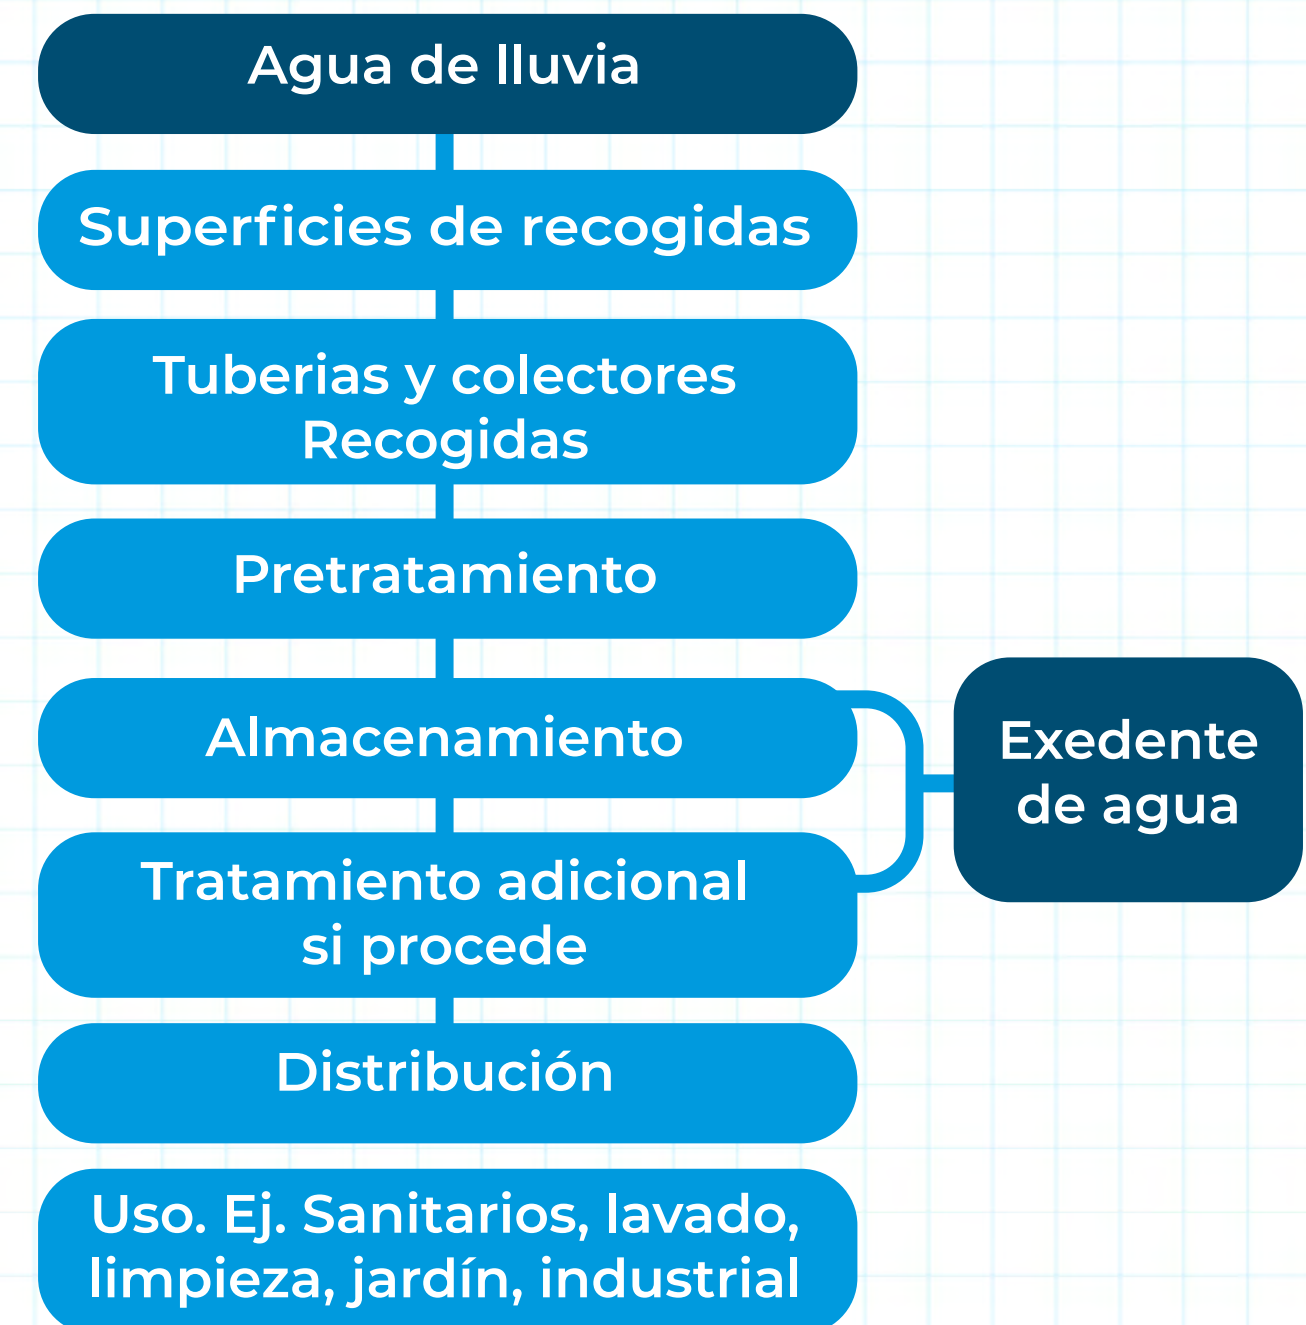 Agua de lluvia
Superficies de recogidas
Tuberias y colectores
Recogidas
Pretratamiento
Almacenamiento
Exedente
de agua
Tratamiento adicional
si procede
Distribución
Uso. Ej. Sanitarios, lavado,
limpieza, jardín, industrial